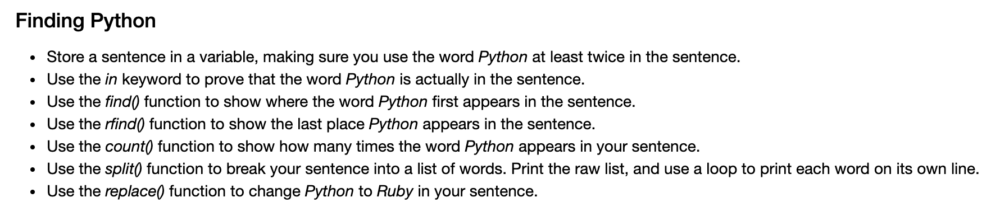 Finding Python
• Store a sentence in a variable, making sure you use the word Python at least twice in the sentence.
• Use the in keyword to prove that the word Python is actually in the sentence.
• Use the find() function to show where the word Python first appears in the sentence.
• Use the rfind() function to show the last place Python appears in the sentence.
• Use the count() function to show how many times the word Python appears in your sentence.
• Use the split() function to break your sentence into a list of words. Print the raw list, and use a loop to print each word on its own line.
• Use the replace() function to change Python to Ruby in your sentence.